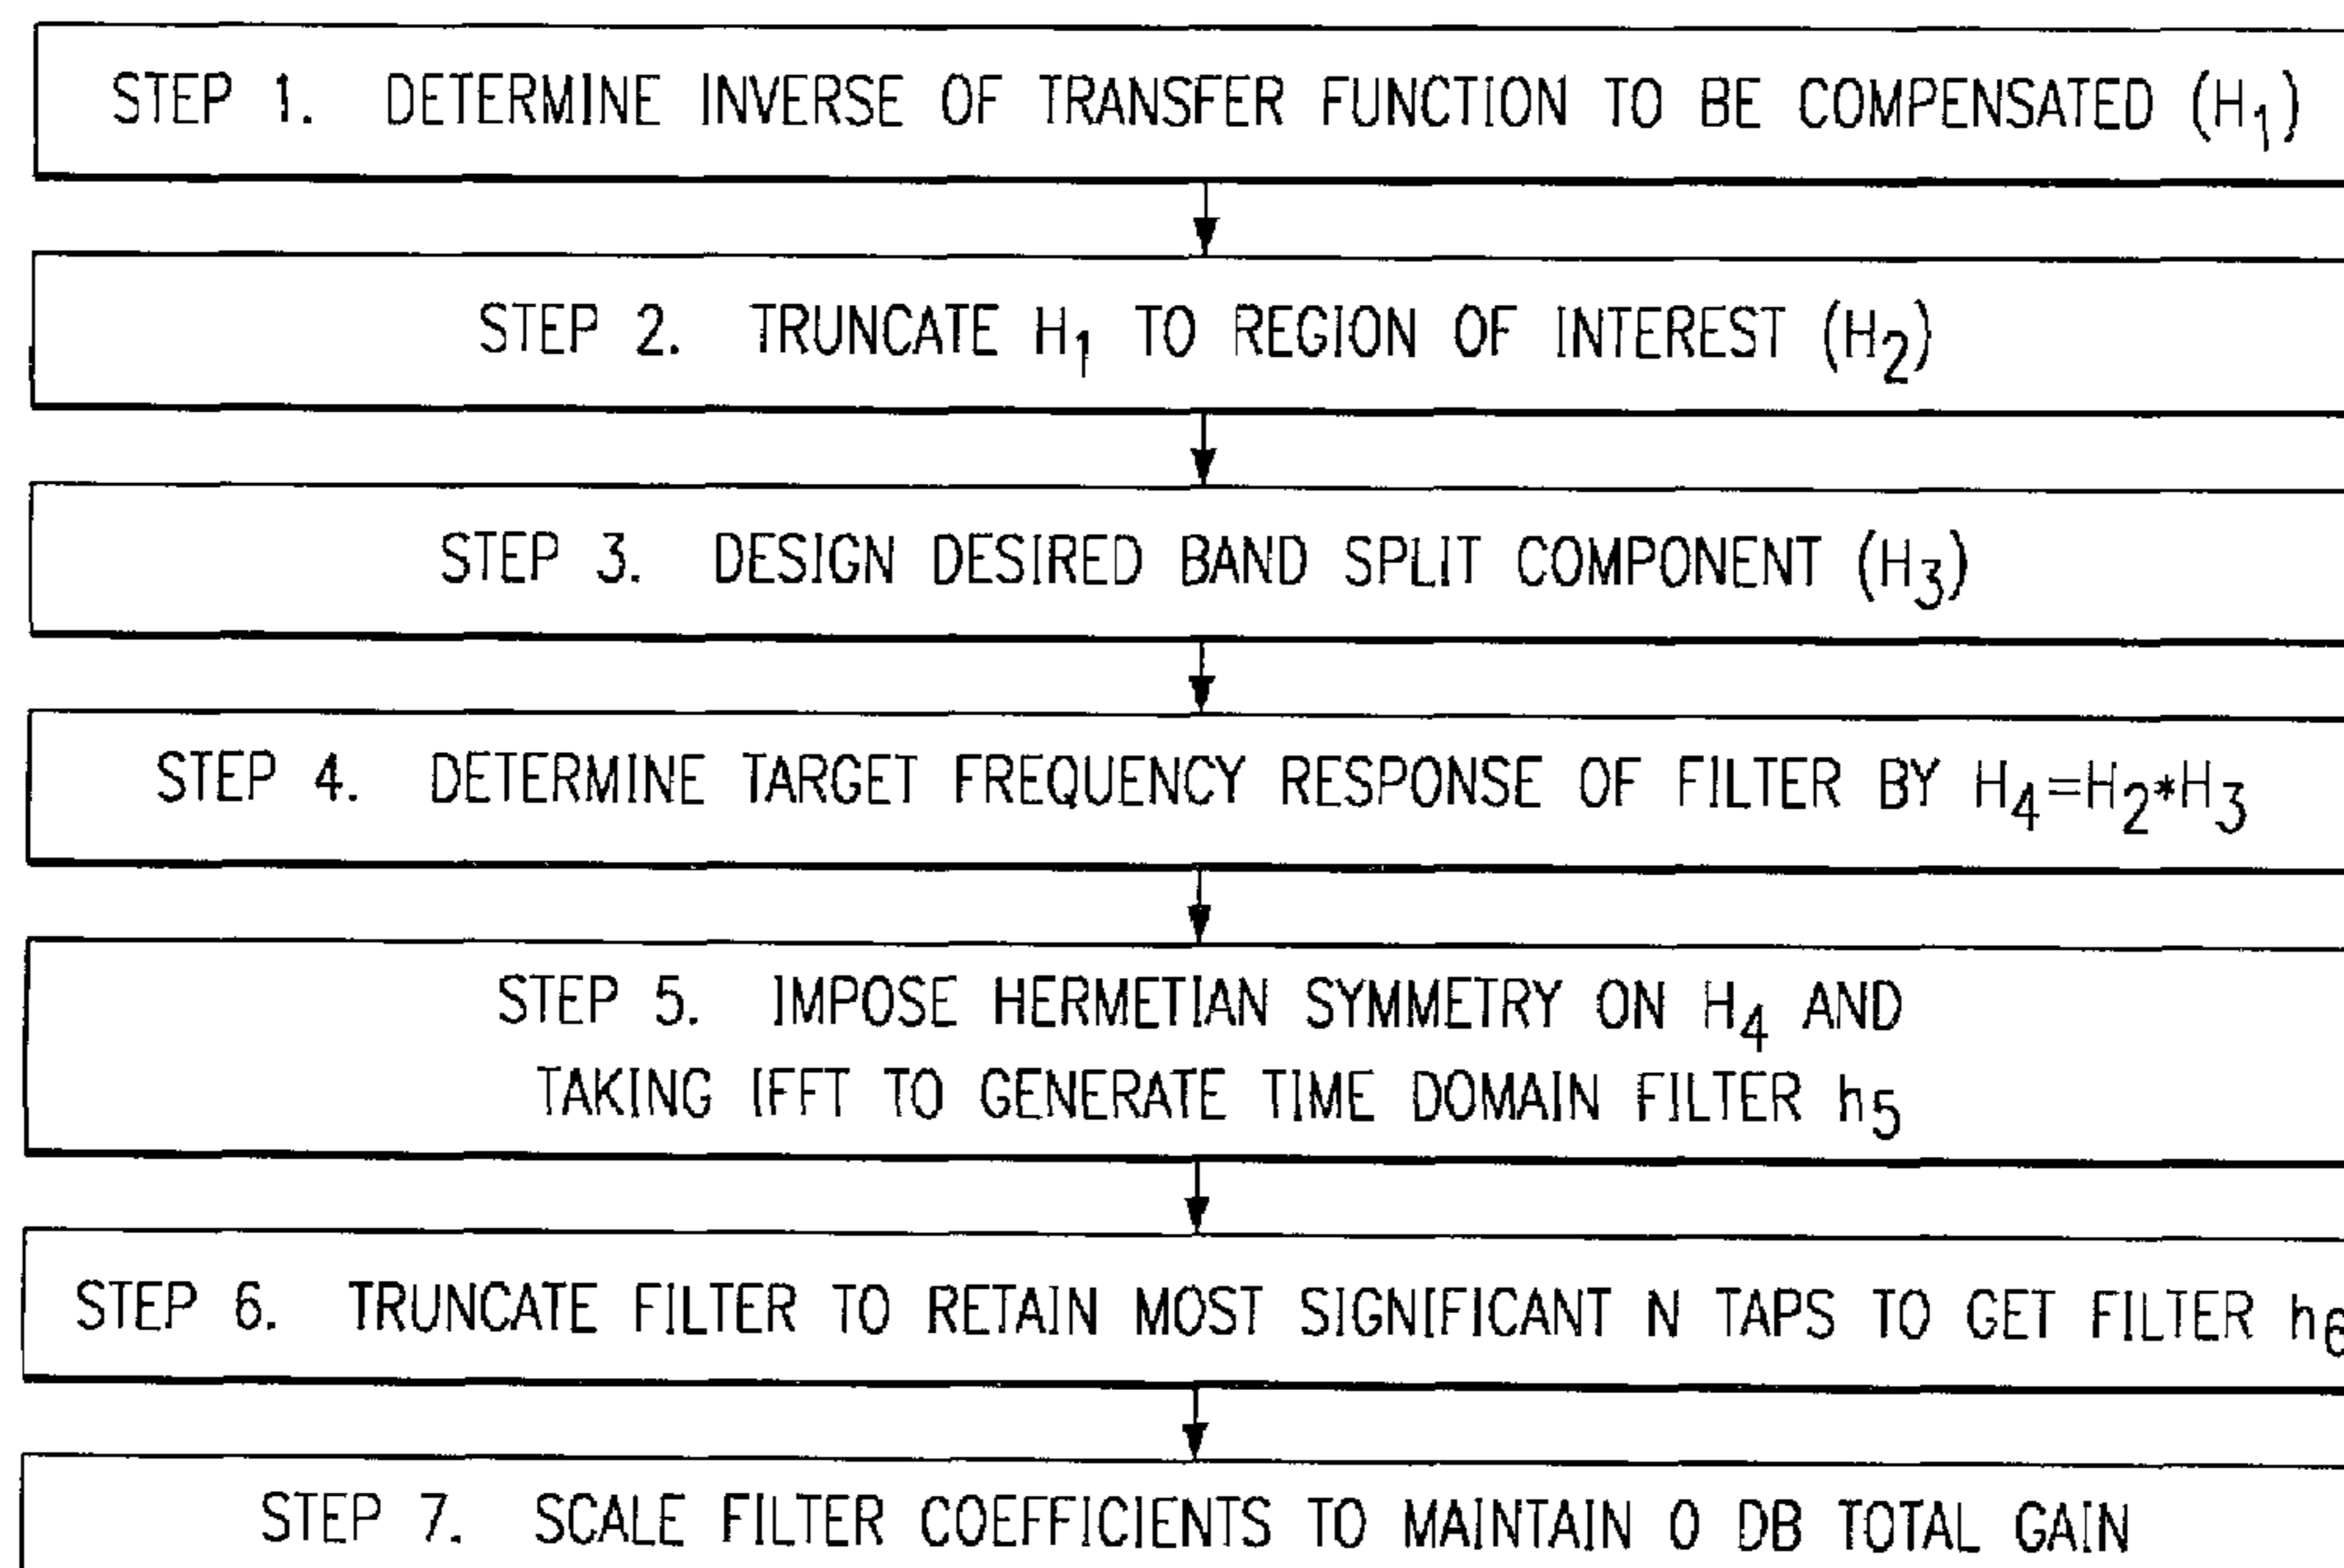 STEP 1. DETERMINE INVERSE OF TRANSFER FUNCTION TO BE COMPENSATED (H₁)
STEP 2. TRUNCATE H₁ TO REGION OF INTEREST (H₂)
STEP 3. DESIGN DESIRED BAND SPLIT COMPONENT (H₃)
STEP 4. DETERMINE TARGET FREQUENCY RESPONSE OF FILTER BY H₄=H₂*H₃
STEP 5. IMPOSE HERMETIAN SYMMETRY ON H₄ AND
TAKING IFFT TO GENERATE TIME DOMAIN FILTER h₅
STEP 6. TRUNCATE FILTER TO RETAIN MOST SIGNIFICANT N TAPS TO GET FILTER h₆
STEP 7. SCALE FILTER COEFFICIENTS TO MAINTAIN 0 DB TOTAL GAIN